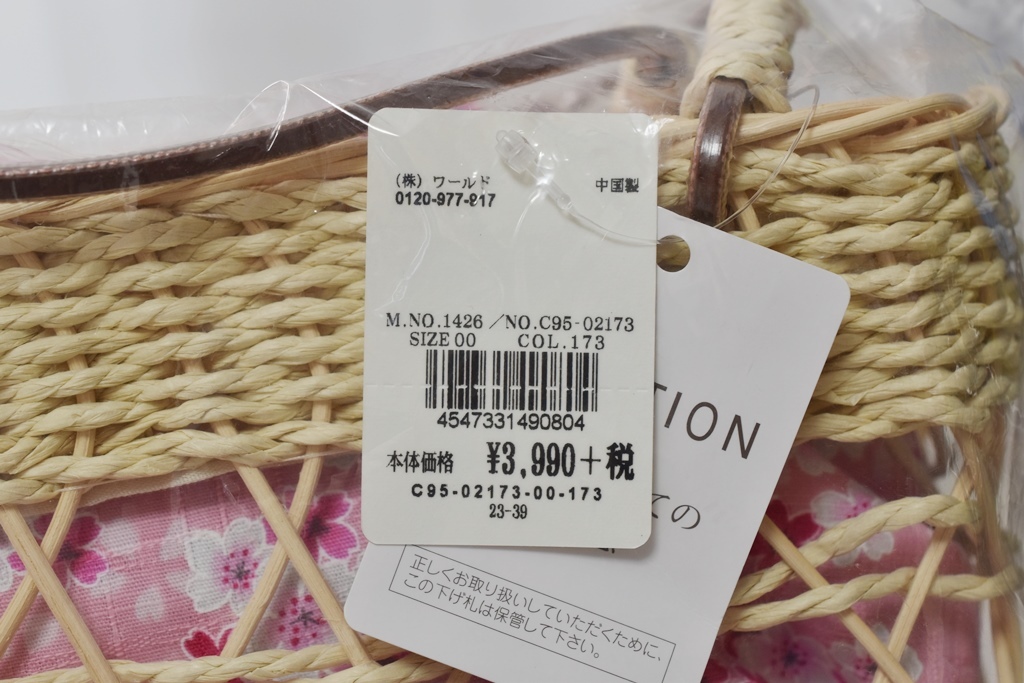 (株) ワールド
0120-977-917
中国製
M.NO.1426 /NO.C95-02173
SIZE 00 COL.173
4547331490804
本体価格 ¥3,990+税
C95-02173-00-173
23-39
TION
ての
正しくお取り扱いしていただくために、
この下げ札は保管して下さい。